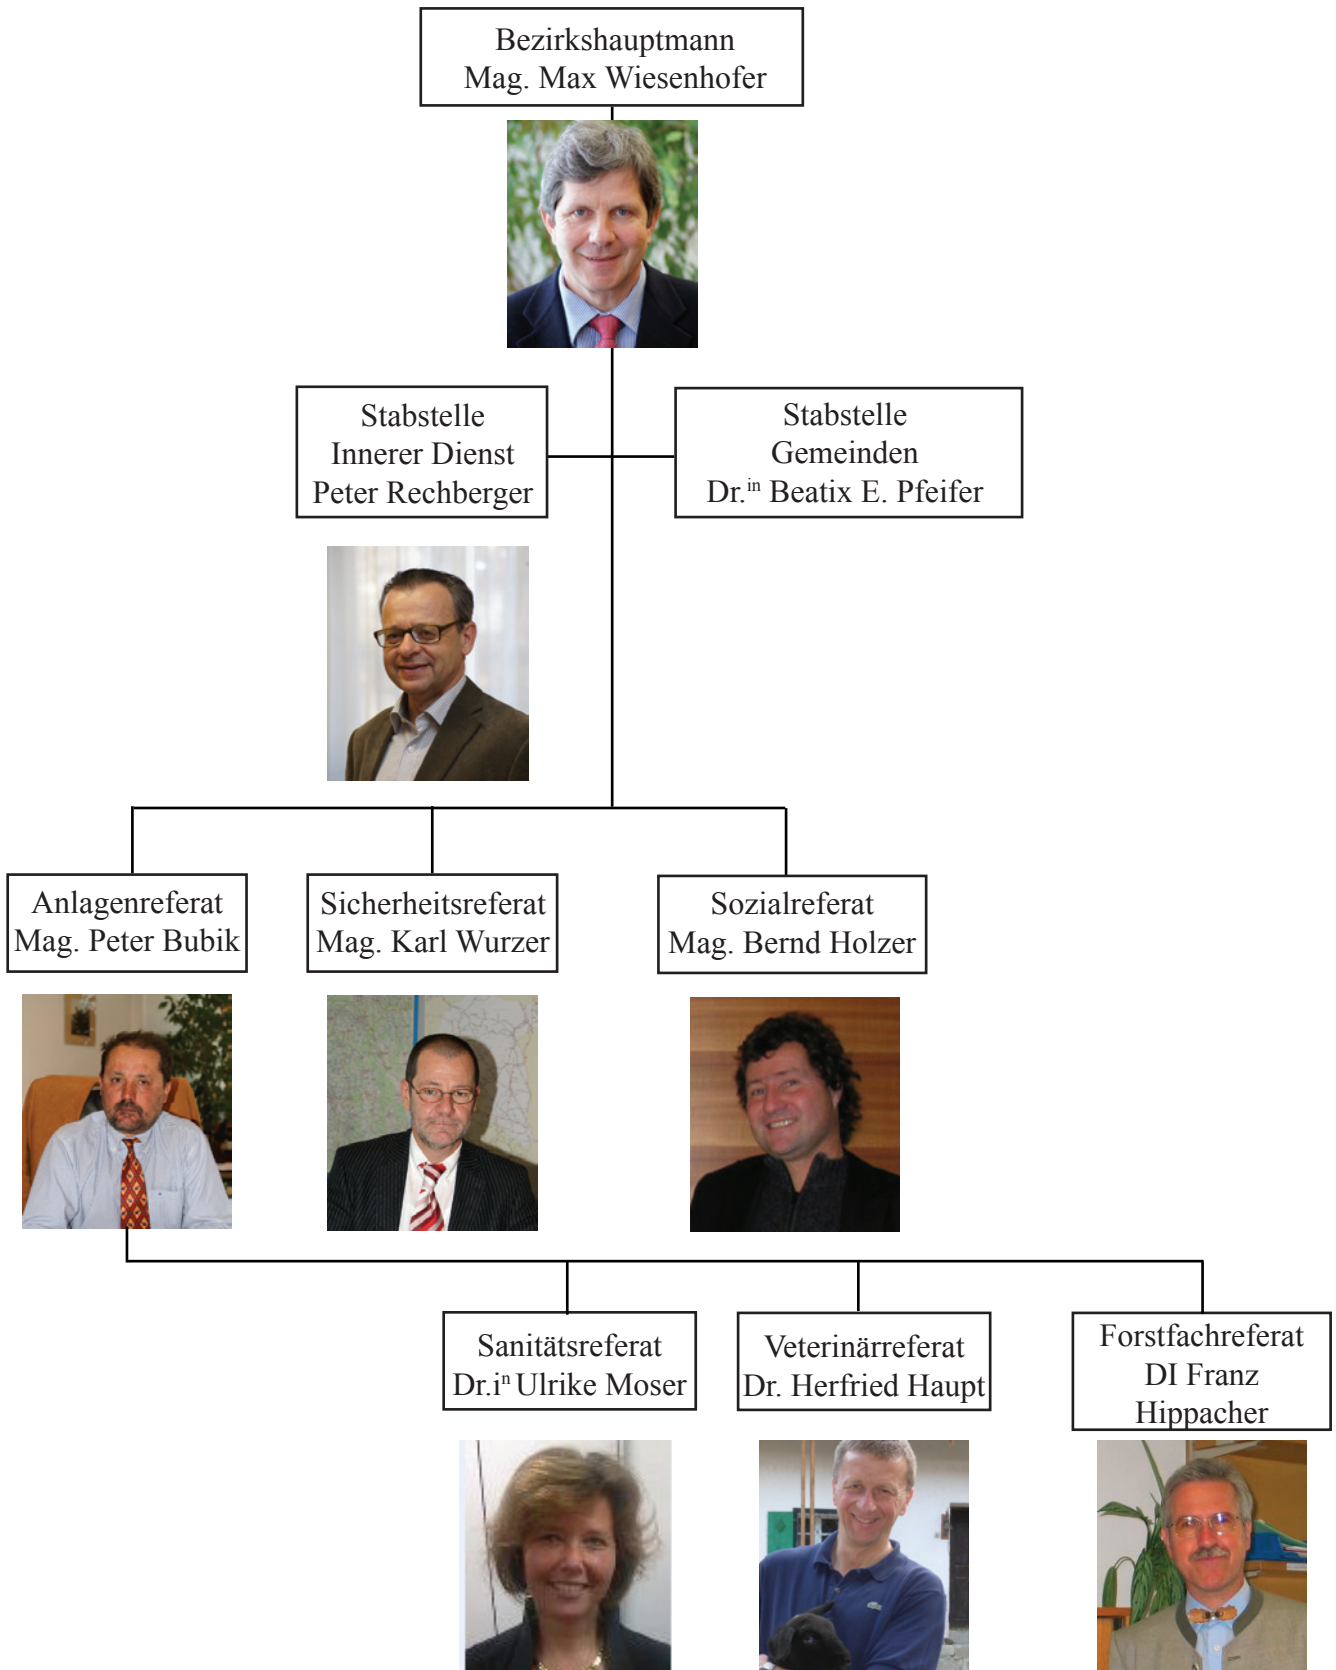 Bezirkshauptmann
Mag. Max Wiesenhofer
Stabstelle
Innerer Dienst
Peter Rechberger
Stabstelle
Gemeinden
Dr.in Beatix E. Pfeifer
Anlagenreferat
Mag. Peter Bubik
Sicherheitsreferat
Mag. Karl Wurzer
Sozialreferat
Mag. Bernd Holzer
Sanitätsreferat
Dr.in Ulrike Moser
Veterinärreferat
Dr. Herfried Haupt
Forstfachreferat
DI Franz
Hippacher